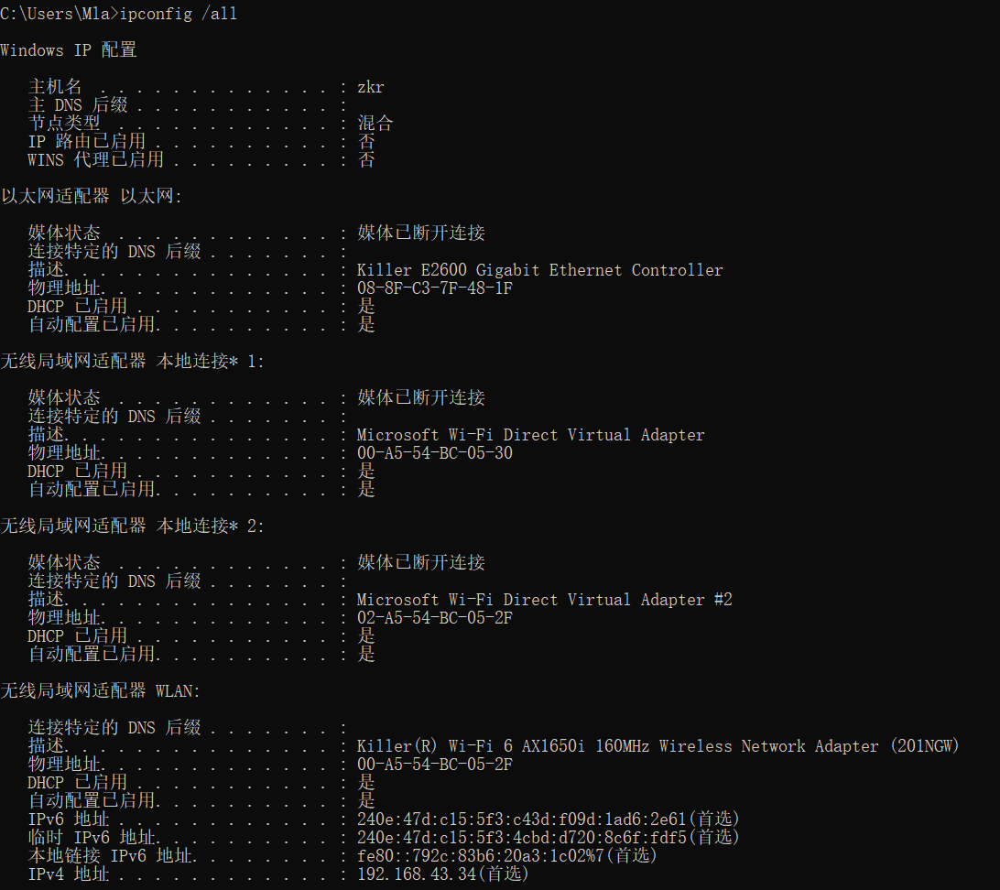 C:\Users\Mla>ipconfig /all
Windows IP 配置
主机名 . . . . . . . . . . . . . : zkr
主 DNS 后缀 . . . . . . . . . . . :
节点类型 . . . . . . . . . . . . : 混合
IP 路由已启用 . . . . . . . . . . : 否
WINS 代理已启用 . . . . . . . . . : 否
以太网适配器 以太网:
媒体状态 . . . . . . . . . . . . : 媒体已断开连接
连接特定的 DNS 后缀 . . . . . . . :
描述. . . . . . . . . . . . . . . : Killer E2600 Gigabit Ethernet Controller
物理地址. . . . . . . . . . . . . : 08-8F-C3-7F-48-1F
DHCP 已启用 . . . . . . . . . . . : 是
自动配置已启用. . . . . . . . . . : 是
无线局域网适配器 本地连接* 1:
媒体状态 . . . . . . . . . . . . : 媒体已断开连接
连接特定的 DNS 后缀 . . . . . . . :
描述. . . . . . . . . . . . . . . : Microsoft Wi-Fi Direct Virtual Adapter
物理地址. . . . . . . . . . . . . : 00-A5-54-BC-05-30
DHCP 已启用 . . . . . . . . . . . : 是
自动配置已启用. . . . . . . . . . : 是
无线局域网适配器 本地连接* 2:
媒体状态 . . . . . . . . . . . . : 媒体已断开连接
连接特定的 DNS 后缀 . . . . . . . :
描述. . . . . . . . . . . . . . . : Microsoft Wi-Fi Direct Virtual Adapter #2
物理地址. . . . . . . . . . . . . : 02-A5-54-BC-05-2F
DHCP 已启用 . . . . . . . . . . . : 是
自动配置已启用. . . . . . . . . . : 是
无线局域网适配器 WLAN:
连接特定的 DNS 后缀 . . . . . . . :
描述. . . . . . . . . . . . . . . : Killer(R) Wi-Fi 6 AX1650i 160MHz Wireless Network Adapter (201NGW)
物理地址. . . . . . . . . . . . . : 00-A5-54-BC-05-2F
DHCP 已启用 . . . . . . . . . . . : 是
自动配置已启用. . . . . . . . . . : 是
IPv6 地址 . . . . . . . . . . . . : 240e:47d:c15:5f3:c43d:f09d:1ad6:2e61(首选)
临时 IPv6 地址. . . . . . . . . . : 240e:47d:c15:5f3:4cbd:d720:8c6f:fdf5(首选)
本地链接 IPv6 地址. . . . . . . . : fe80::792c:83b6:20a3:1c02%7(首选)
IPv4 地址 . . . . . . . . . . . . : 192.168.43.34(首选)